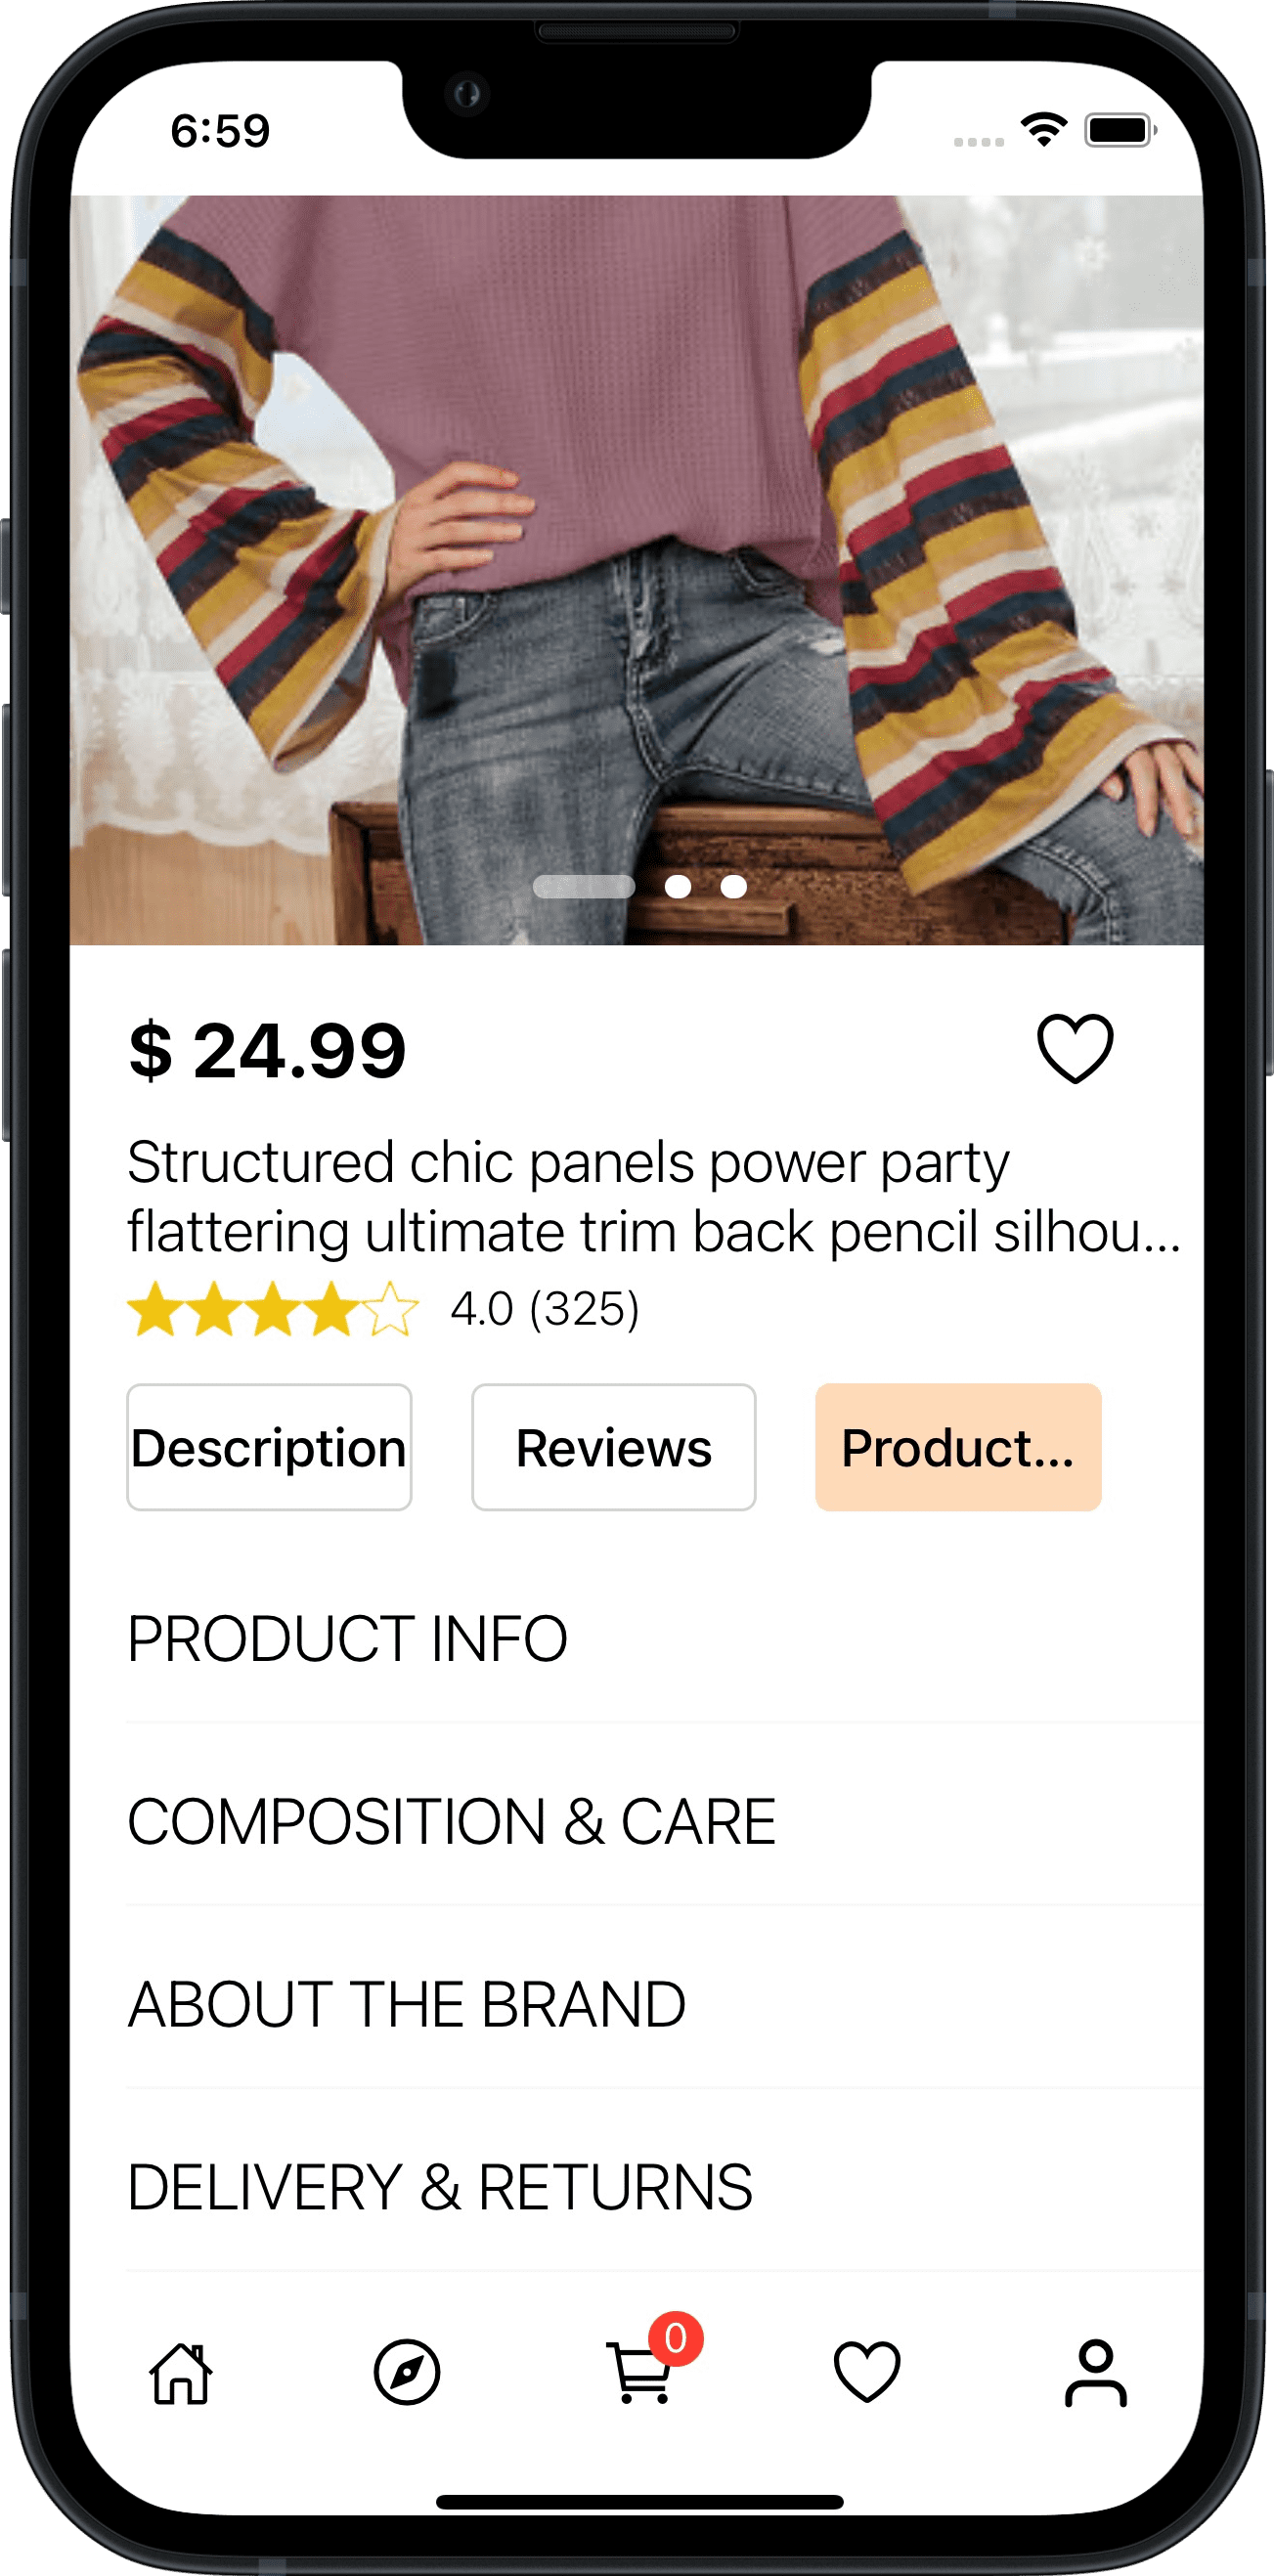 6:59
$ 24.99
Structured chic panels power party
flattering ultimate trim back pencil silhou...
4.0 (325)
Description
Reviews
Product...
PRODUCT INFO
COMPOSITION & CARE
ABOUT THE BRAND
DELIVERY & RETURNS
0